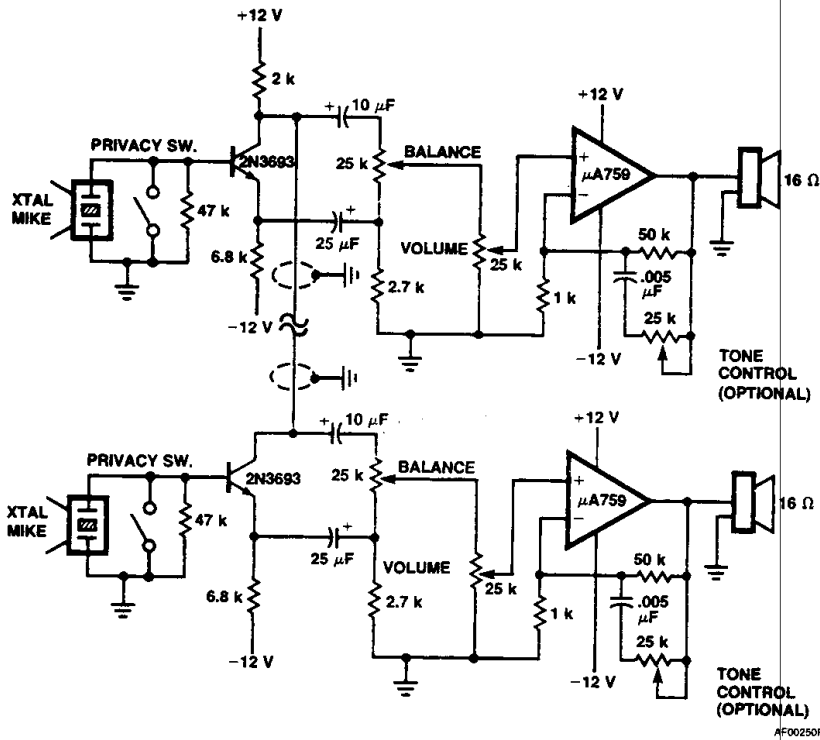 +12 V
2 k
10 µF
+
PRIVACY SW.
2N3693
25 k
BALANCE
+12 V
+
−
µA759
16 Ω
XTAL
MIKE
47 k
+
25 µF
VOLUME
25 k
50 k
6.8 k
.005
µF
2.7 k
1 k
25 k
−12 V
−12 V
TONE
CONTROL
(OPTIONAL)
10 µF
+
+12 V
PRIVACY SW.
2N3693
25 k
BALANCE
+
−
µA759
16 Ω
XTAL
MIKE
47 k
+
25 µF
VOLUME
25 k
50 k
6.8 k
.005
µF
2.7 k
1 k
25 k
−12 V
−12 V
TONE
CONTROL
(OPTIONAL)